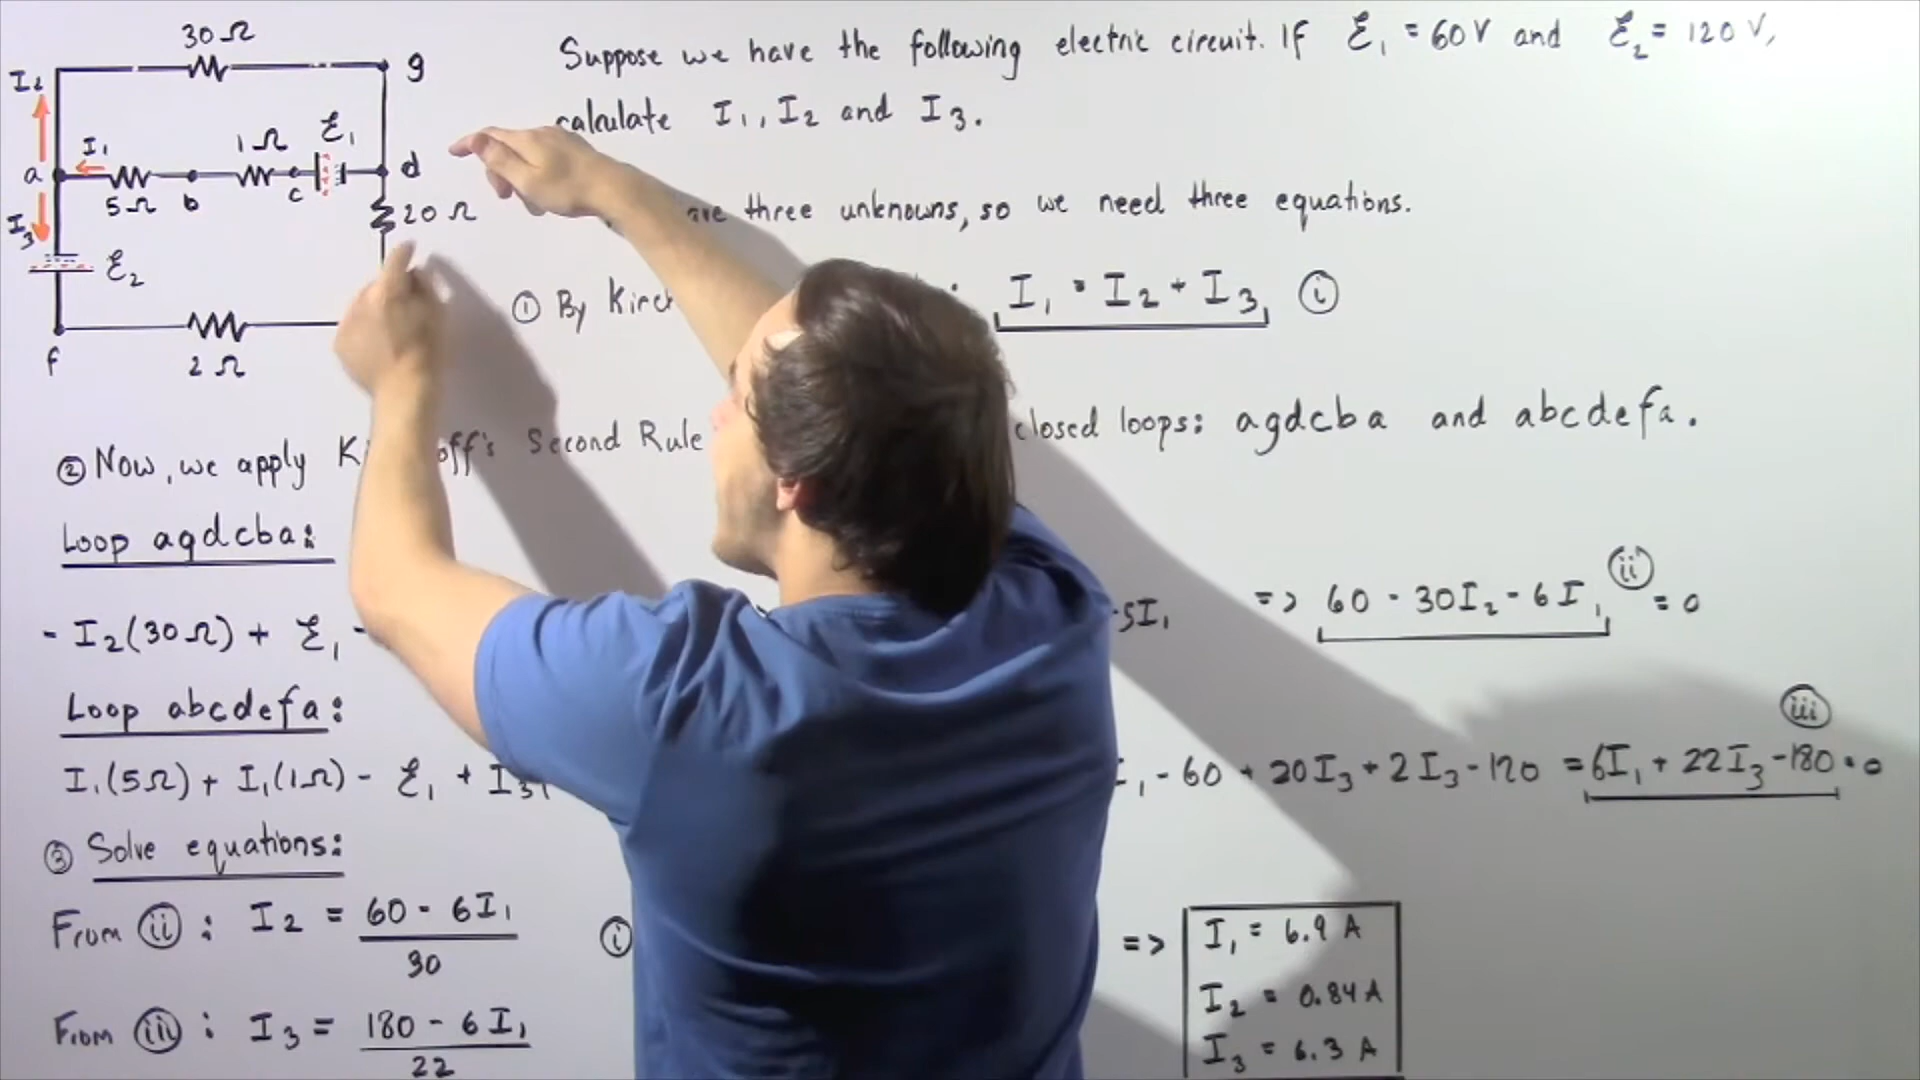 30 Ω
I2
g
I1
1 Ω
ℰ1
a
5 Ω
b
c
d
20 Ω
I3
ℰ2
f
2 Ω
Suppose we have the following electric circuit. If ℰ1 = 60 V and ℰ2 = 120 V,
calculate I1, I2 and I3.
three unknowns, so we need three equations.
① By : I1 = I2 + I3 (i)
② Now, we apply Second Rule closed loops: agdcba and abcdefa.
Loop agdcba:
- I2(30Ω) + ℰ1 - 5I1 => 60 - 30I2 - 6I1 = 0 (ii)
Loop abcdefa:
I1(5Ω) + I1(1Ω) - ℰ1 + I3( - 60 + 20I3 + 2I3 - 120 = 6I1 + 22I3 - 180 = 0 (iii)
③ Solve equations:
From (ii) : I2 = 60 - 6I1 / 30 (i) => I1 = 6.9 A
I2 = 0.84 A
From (iii) : I3 = 180 - 6I1 / 22 I3 = 6.3 A